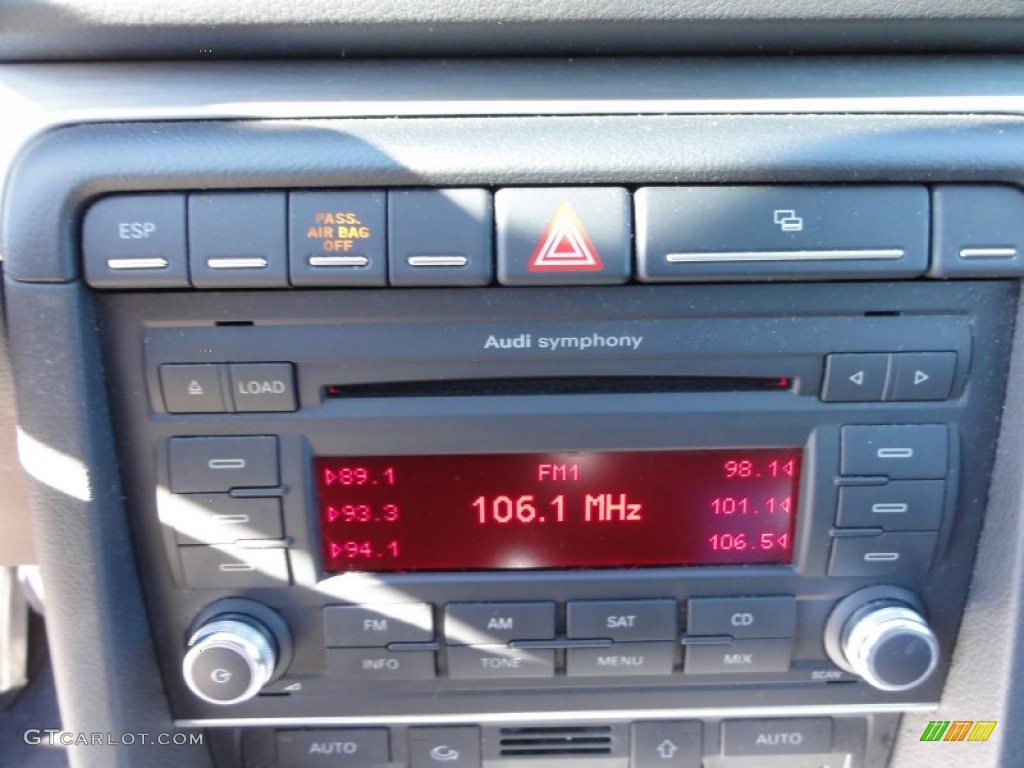 ESP
PASS.
AIR BAG
OFF
Audi symphony
LOAD
89.1 FM1 98.1
93.3 106.1 MHz 101.1
94.1 106.5
FM AM SAT CD
INFO TONE MENU MIX
SCAN
AUTO AUTO
GTCARLOT.COM